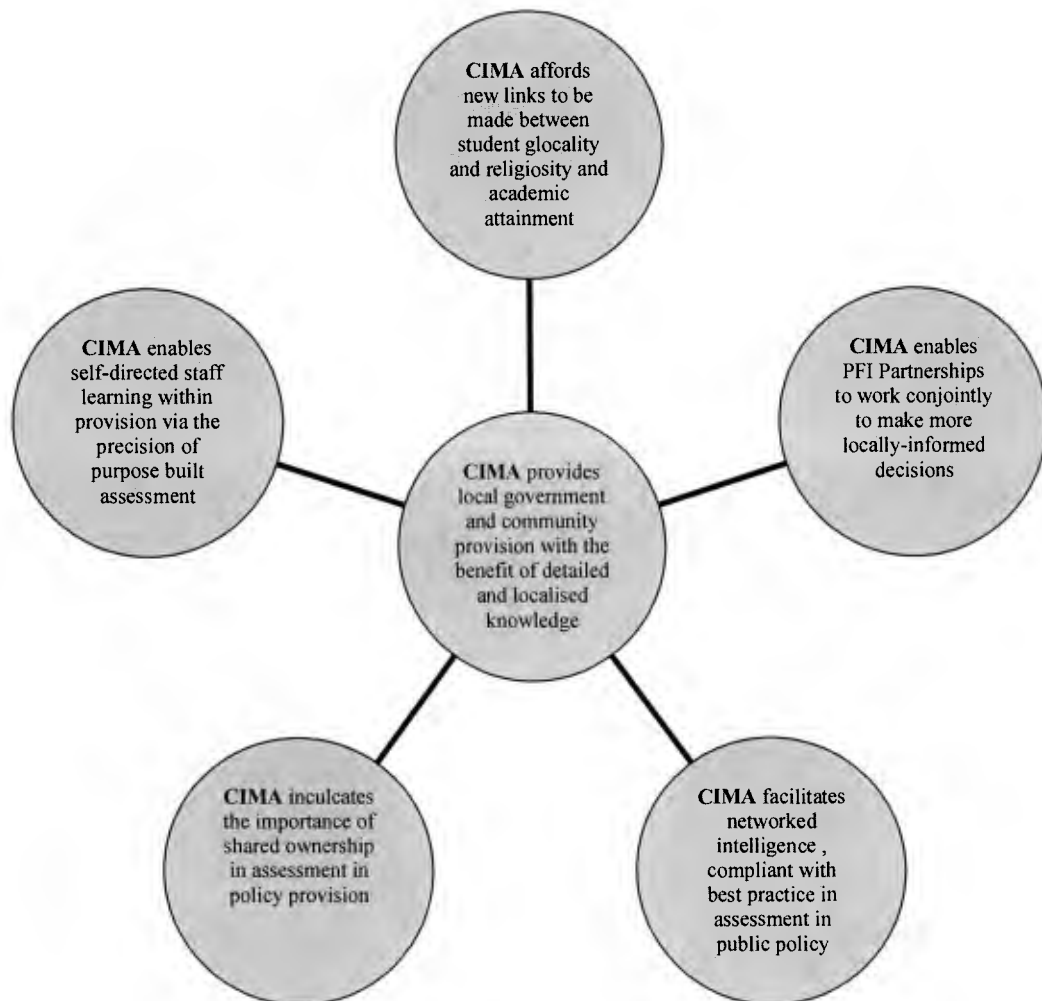 CIMA affords
new links to be
made between
student glocality
and religiosity and
academic
attainment
CIMA enables
self-directed staff
learning within
provision via the
precision of
purpose built
assessment
CIMA enables
PFI Partnerships
to work conjointly
to make more
locally-informed
decisions
CIMA provides
local government
and community
provision with the
benefit of detailed
and localised
knowledge
CIMA inculcates
the importance of
shared ownership
in assessment in
policy provision
CIMA facilitates
networked
intelligence ,
compliant with
best practice in
assessment in
public policy